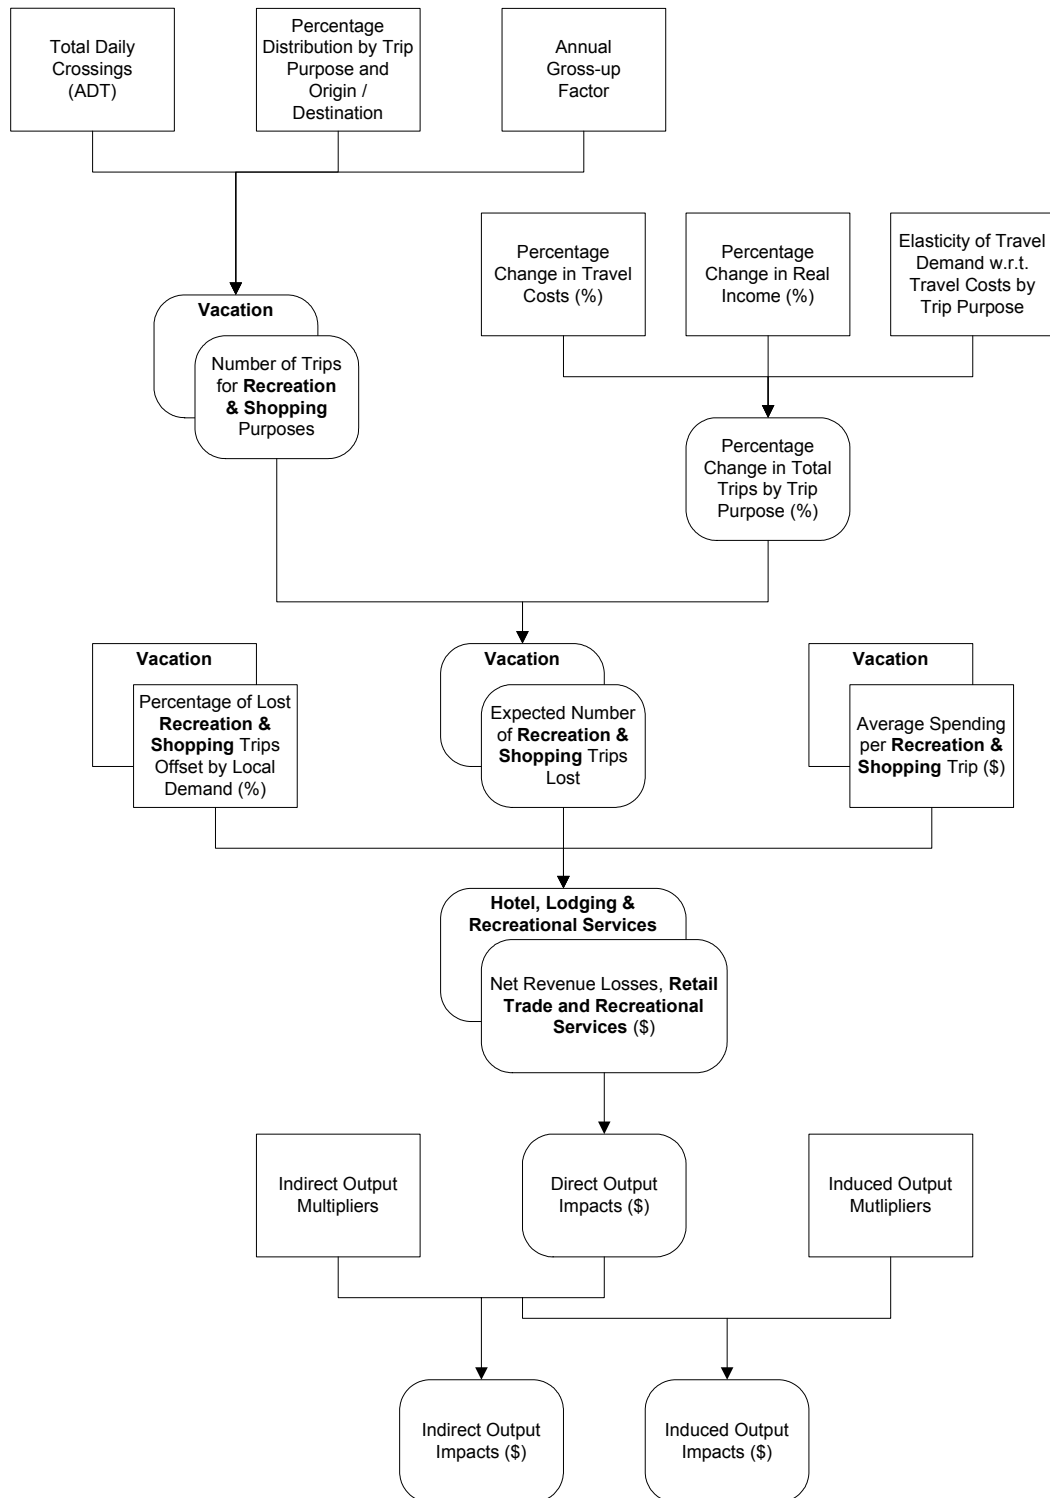 Total Daily
Crossings
(ADT)
Percentage
Distribution by Trip
Purpose and
Origin /
Destination
Annual
Gross-up
Factor
Percentage
Change in Travel
Costs (%)
Percentage
Change in Real
Income (%)
Elasticity of Travel
Demand w.r.t.
Travel Costs by
Trip Purpose
Vacation
Number of Trips
for Recreation
& Shopping
Purposes
Percentage
Change in Total
Trips by Trip
Purpose (%)
Vacation
Percentage of Lost
Recreation &
Shopping Trips
Offset by Local
Demand (%)
Vacation
Expected Number
of Recreation &
Shopping Trips
Lost
Vacation
Average Spending
per Recreation &
Shopping Trip ($)
Hotel, Lodging &
Recreational Services
Net Revenue Losses, Retail
Trade and Recreational
Services ($)
Indirect Output
Multipliers
Direct Output
Impacts ($)
Induced Output
Mutlipliers
Indirect Output
Impacts ($)
Induced Output
Impacts ($)